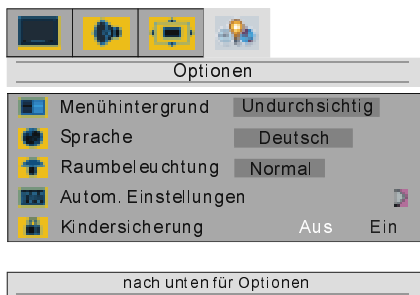 Optionen
Menühintergrund Undurchsichtig
Sprache Deutsch
Raumbeleuchtung Normal
Autom. Einstellungen
Kindersicherung Aus Ein
nach unten für Optionen